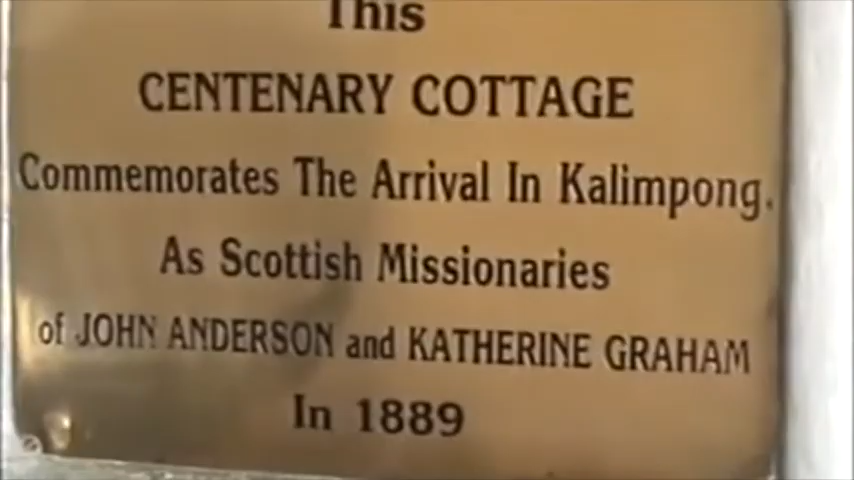 This
CENTENARY COTTAGE
Commemorates The Arrival In Kalimpong.
As Scottish Missionaries
of JOHN ANDERSON and KATHERINE GRAHAM
In 1889